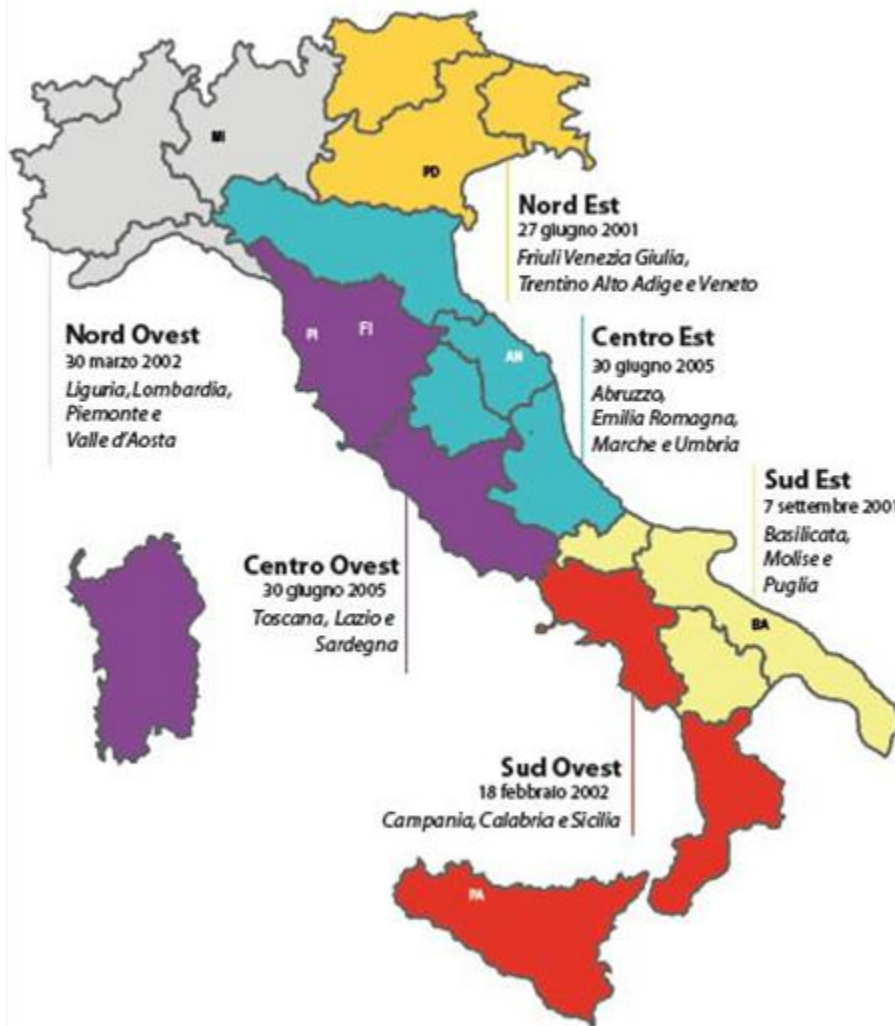 MI
PD
Nord Est
27 giugno 2001
Friuli Venezia Giulia,
Trentino Alto Adige e Veneto
Nord Ovest
30 marzo 2002
Liguria, Lombardia,
Piemonte e
Valle d'Aosta
PI
FI
AN
Centro Est
30 giugno 2005
Abruzzo,
Emilia Romagna,
Marche e Umbria
Sud Est
7 settembre 2001
Basilicata,
Molise e
Puglia
Centro Ovest
30 giugno 2005
Toscana, Lazio e
Sardegna
BA
Sud Ovest
18 febbraio 2002
Campania, Calabria e Sicilia
PA